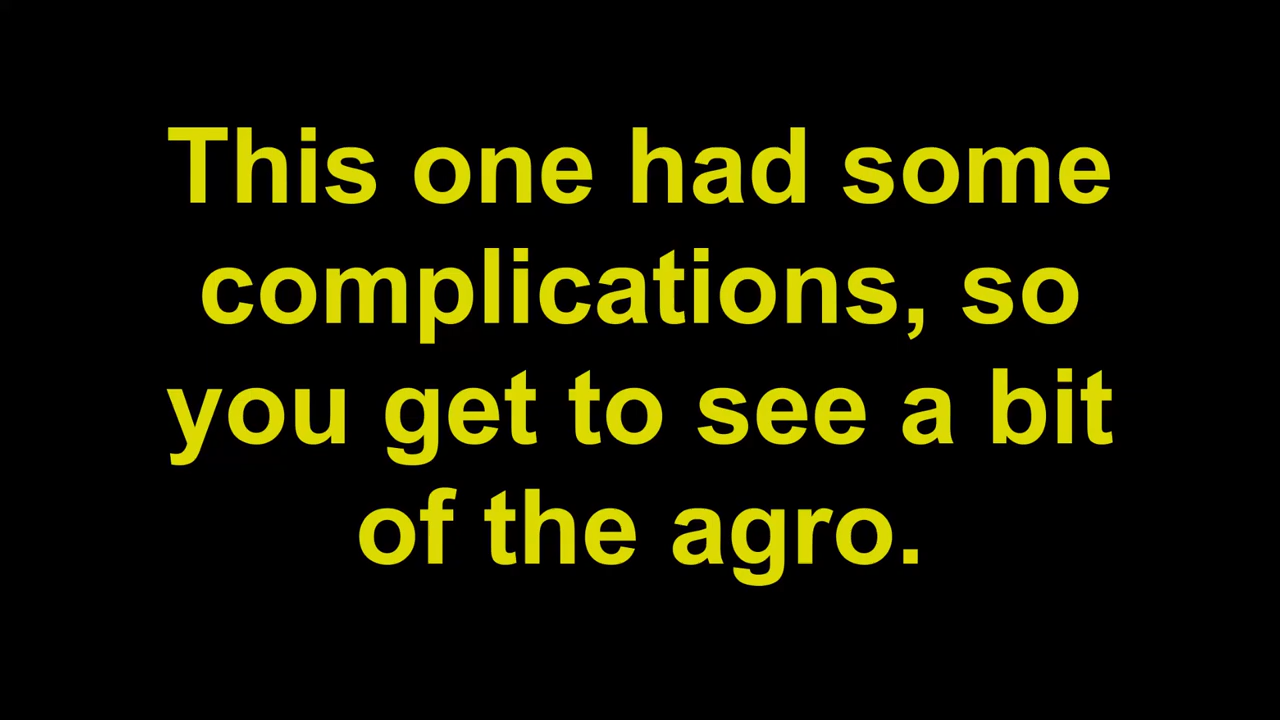 This one had some
complications, so
you get to see a bit
of the agro.